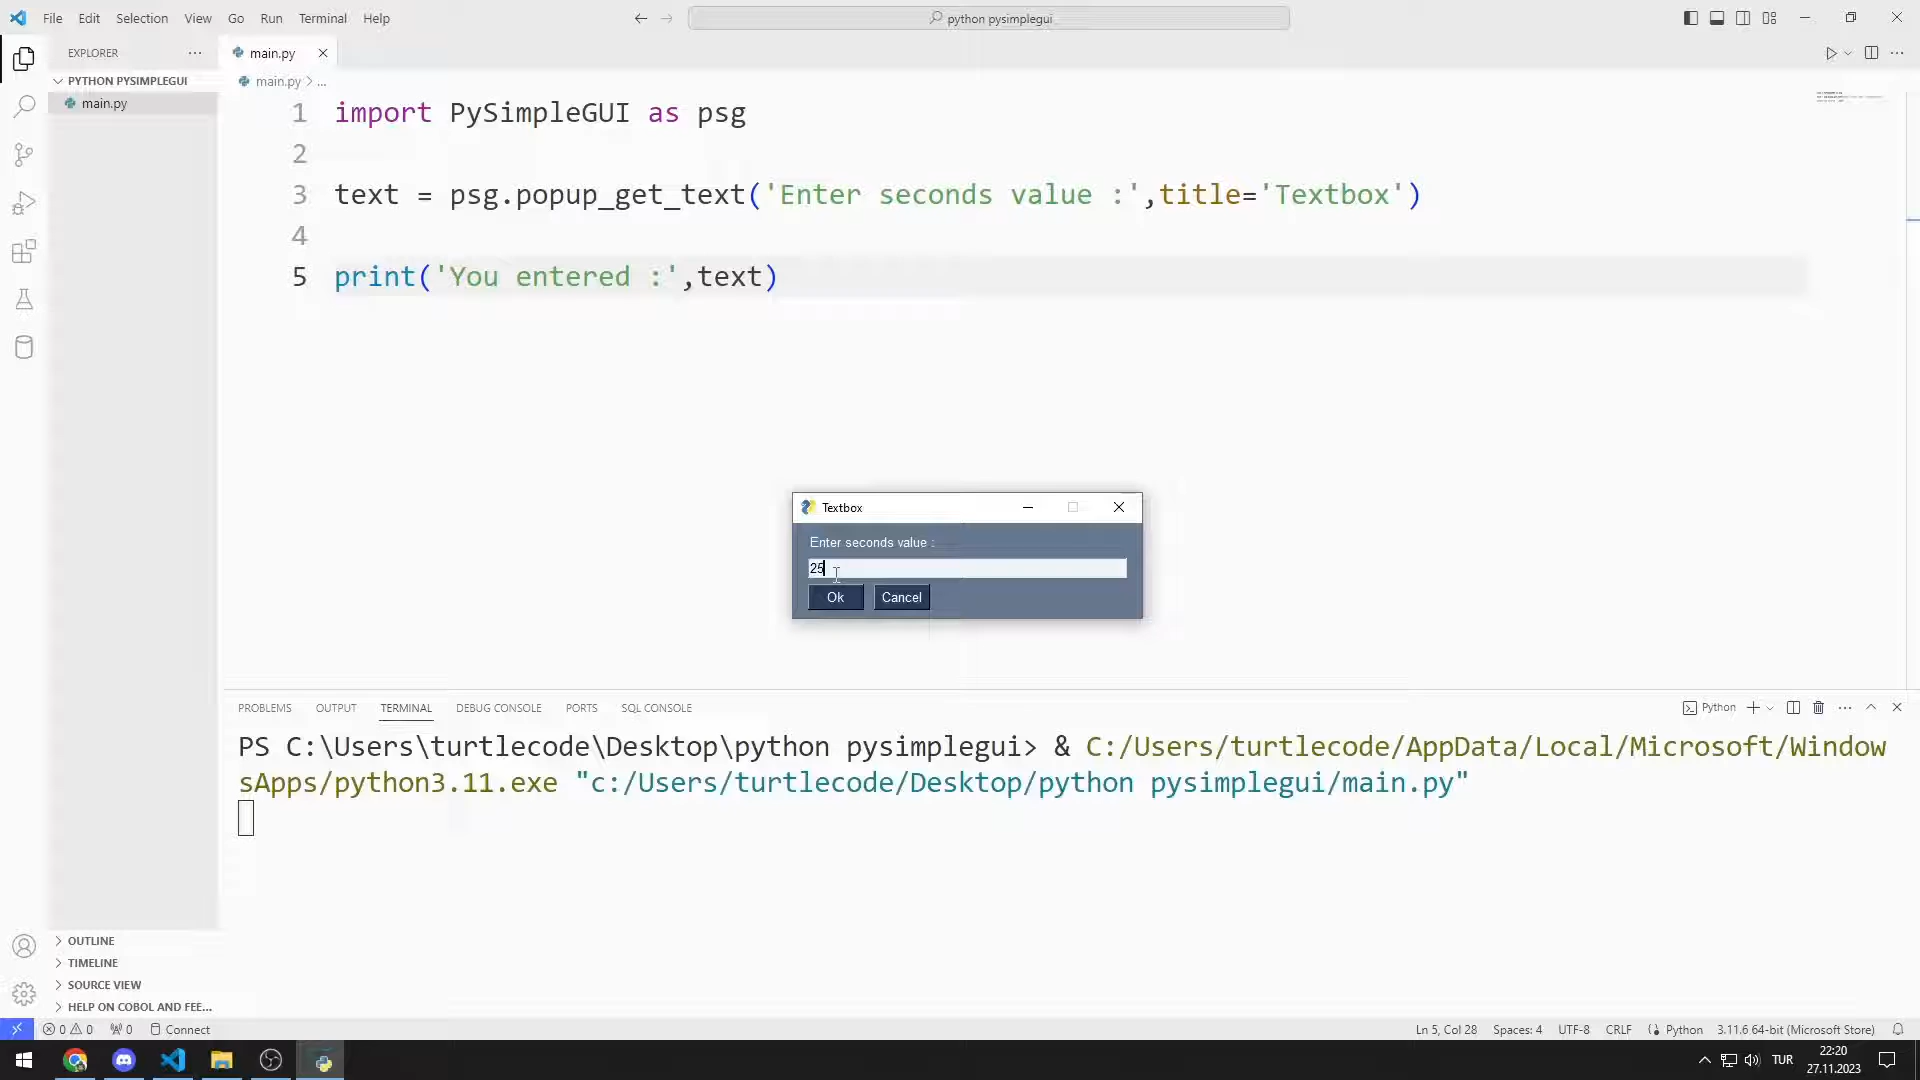 File Edit Selection View Go Run Terminal Help
python pysimplegui
EXPLORER
main.py
PYTHON PYSIMPLEGUI
main.py
main.py > ...
1 import PySimpleGUI as psg
2
3 text = psg.popup_get_text('Enter seconds value :',title='Textbox')
4
5 print('You entered :',text)
Textbox
Enter seconds value :
25
Ok Cancel
PROBLEMS OUTPUT TERMINAL DEBUG CONSOLE PORTS SQL CONSOLE
Python
PS C:\Users\turtlecode\Desktop\python pysimplegui> & C:/Users/turtlecode/AppData/Local/Microsoft/Window
sApps/python3.11.exe "c:/Users/turtlecode/Desktop/python pysimplegui/main.py"
OUTLINE
TIMELINE
SOURCE VIEW
HELP ON COBOL AND FEE...
0 0 0 Connect
Ln 5, Col 28 Spaces: 4 UTF-8 CRLF Python 3.11.6 64-bit (Microsoft Store)
TUR
22:20
27.11.2023